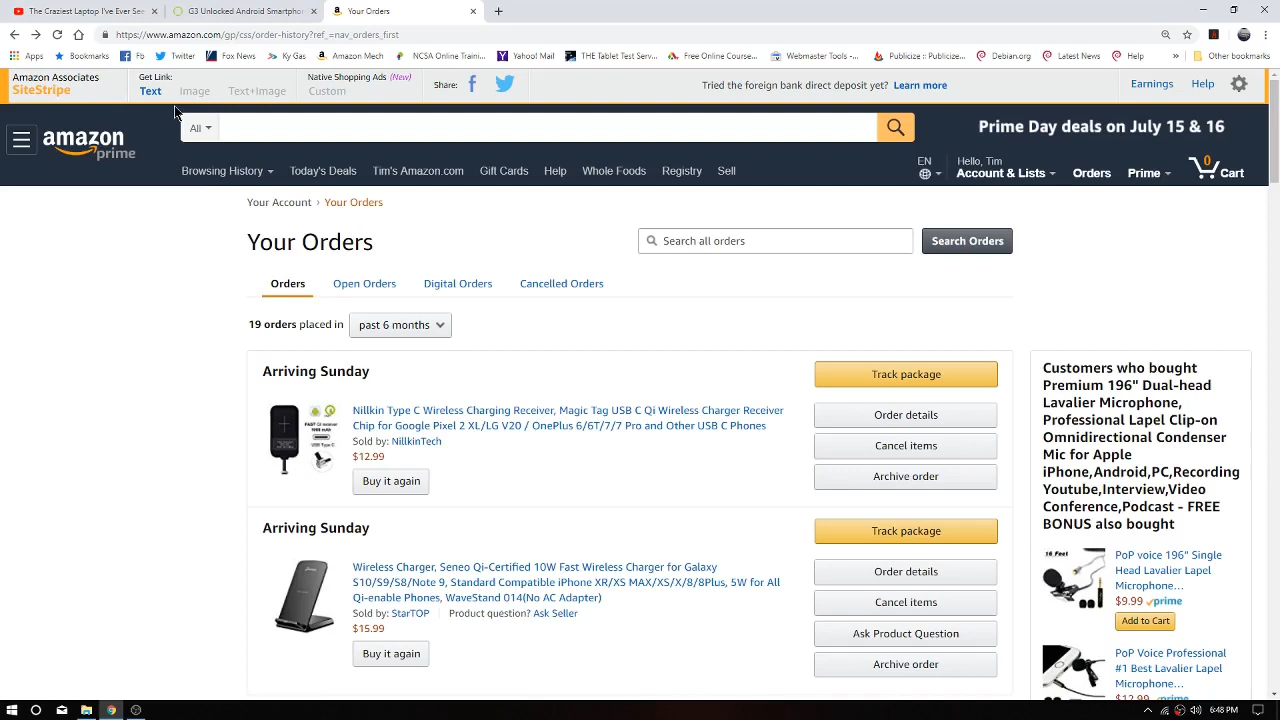 The Craziest Laptop I've Ever See
G3 Unlocked Android Smartpho
Your Orders
https://www.amazon.com/gp/css/order-history?ref_=nav_orders_first
Apps
Bookmarks
Fb
Twitter
Fox News
Ky Gas
Amazon Mech
NCSA Online Training...
Yahoo! Mail
YouTube
THE Tablet Test Serv...
Free Online Course...
Webmaster Tools ...
Publicize :: Publicize...
Debian.org
Latest News
Help
»
Other bookmarks
Amazon Associates
SiteStripe
Get Link:
Text
Image
Text+Image
Native Shopping Ads (New)
Custom
Share:
Tried the foreign bank direct deposit yet? Learn more
Earnings
Help
amazon
prime
All
Prime Day deals on July 15 & 16
Browsing History
Today's Deals
Tim's Amazon.com
Gift Cards
Help
Whole Foods
Registry
Sell
EN
Hello, Tim
Account & Lists
Orders
Prime
0
Cart
Your Account › Your Orders
Your Orders
Search all orders
Search Orders
Orders
Open Orders
Digital Orders
Cancelled Orders
19 orders placed in past 6 months
Arriving Sunday
Nillkin Type C Wireless Charging Receiver, Magic Tag USB C Qi Wireless Charger Receiver
Chip for Google Pixel 2 XL/LG V20 / OnePlus 6/6T/7/7 Pro and Other USB C Phones
Sold by: NillkinTech
$12.99
Buy it again
Track package
Order details
Cancel items
Archive order
Arriving Sunday
Wireless Charger, Seneo Qi-Certified 10W Fast Wireless Charger for Galaxy
S10/S9/S8/Note 9, Standard Compatible iPhone XR/XS MAX/XS/X/8/8Plus, 5W for All
Qi-enable Phones, WaveStand 014(No AC Adapter)
Sold by: StarTOP | Product question? Ask Seller
$15.99
Buy it again
Track package
Order details
Cancel items
Ask Product Question
Archive order
Customers who bought
Premium 196" Dual-head
Lavalier Microphone,
Professional Lapel Clip-on
Omnidirectional Condenser
Mic for Apple
iPhone,Android,PC,Recording
Youtube,Interview,Video
Conference,Podcast - FREE
BONUS also bought
16 Feet
PoP voice 196" Single
Head Lavalier Lapel
Microphone...
$9.99 prime
Add to Cart
PoP Voice Professional
#1 Best Lavalier Lapel
Microphone...
$12.99 prime
6:48 PM